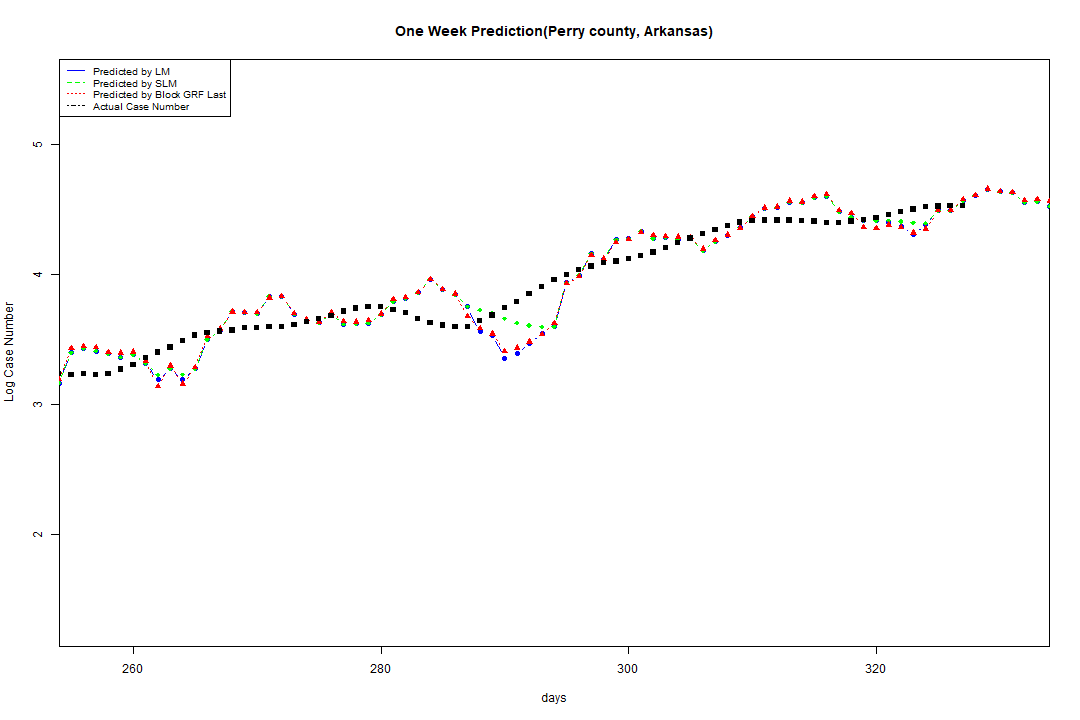 One Week Prediction(Perry county, Arkansas)
Predicted by LM
Predicted by SLM
Predicted by Block GRF Last
Actual Case Number
5
4
3
2
Log Case Number
260 280 300 320
days